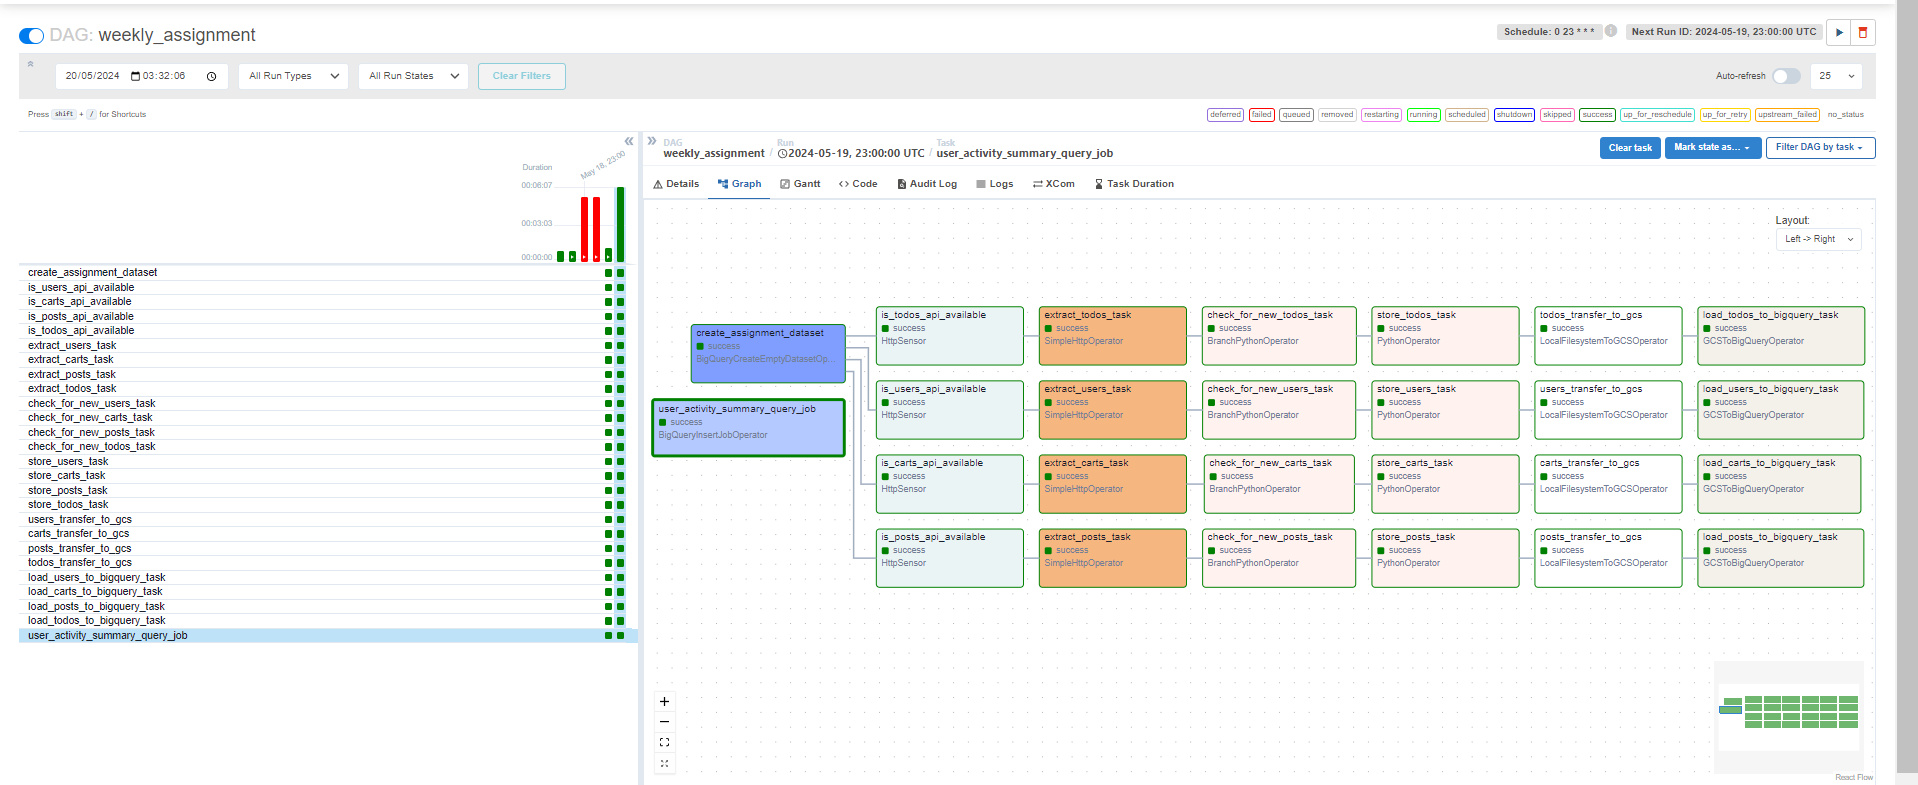 DAG: weekly_assignment
Schedule: 0 23 * * *
Next Run ID: 2024-05-19, 23:00:00 UTC
20/05/2024 03:32:06
All Run Types
All Run States
Clear Filters
Auto-refresh
25
Press shift + / for Shortcuts
deferred failed queued removed restarting running scheduled shutdown skipped success up_for_reschedule up_for_retry upstream_failed no_status
Duration
May 18, 23:00
00:06:07
00:03:03
00:00:00
create_assignment_dataset
is_users_api_available
is_carts_api_available
is_posts_api_available
is_todos_api_available
extract_users_task
extract_carts_task
extract_posts_task
extract_todos_task
check_for_new_users_task
check_for_new_carts_task
check_for_new_posts_task
check_for_new_todos_task
store_users_task
store_carts_task
store_posts_task
store_todos_task
users_transfer_to_gcs
carts_transfer_to_gcs
posts_transfer_to_gcs
todos_transfer_to_gcs
load_users_to_bigquery_task
load_carts_to_bigquery_task
load_posts_to_bigquery_task
load_todos_to_bigquery_task
user_activity_summary_query_job
DAG Run Task
weekly_assignment / 2024-05-19, 23:00:00 UTC / user_activity_summary_query_job
Clear task
Mark state as...
Filter DAG by task
Details Graph Gantt Code Audit Log Logs XCom Task Duration
Layout:
Left -> Right
create_assignment_dataset
success
BigQueryCreateEmptyDatasetOp...
user_activity_summary_query_job
success
BigQueryInsertJobOperator
is_todos_api_available
success
HttpSensor
extract_todos_task
success
SimpleHttpOperator
check_for_new_todos_task
success
BranchPythonOperator
store_todos_task
success
PythonOperator
todos_transfer_to_gcs
success
LocalFilesystemToGCSOperator
load_todos_to_bigquery_task
success
GCSToBigQueryOperator
is_users_api_available
success
HttpSensor
extract_users_task
success
SimpleHttpOperator
check_for_new_users_task
success
BranchPythonOperator
store_users_task
success
PythonOperator
users_transfer_to_gcs
success
LocalFilesystemToGCSOperator
load_users_to_bigquery_task
success
GCSToBigQueryOperator
is_carts_api_available
success
HttpSensor
extract_carts_task
success
SimpleHttpOperator
check_for_new_carts_task
success
BranchPythonOperator
store_carts_task
success
PythonOperator
carts_transfer_to_gcs
success
LocalFilesystemToGCSOperator
load_carts_to_bigquery_task
success
GCSToBigQueryOperator
is_posts_api_available
success
HttpSensor
extract_posts_task
success
SimpleHttpOperator
check_for_new_posts_task
success
BranchPythonOperator
store_posts_task
success
PythonOperator
posts_transfer_to_gcs
success
LocalFilesystemToGCSOperator
load_posts_to_bigquery_task
success
GCSToBigQueryOperator
React Flow